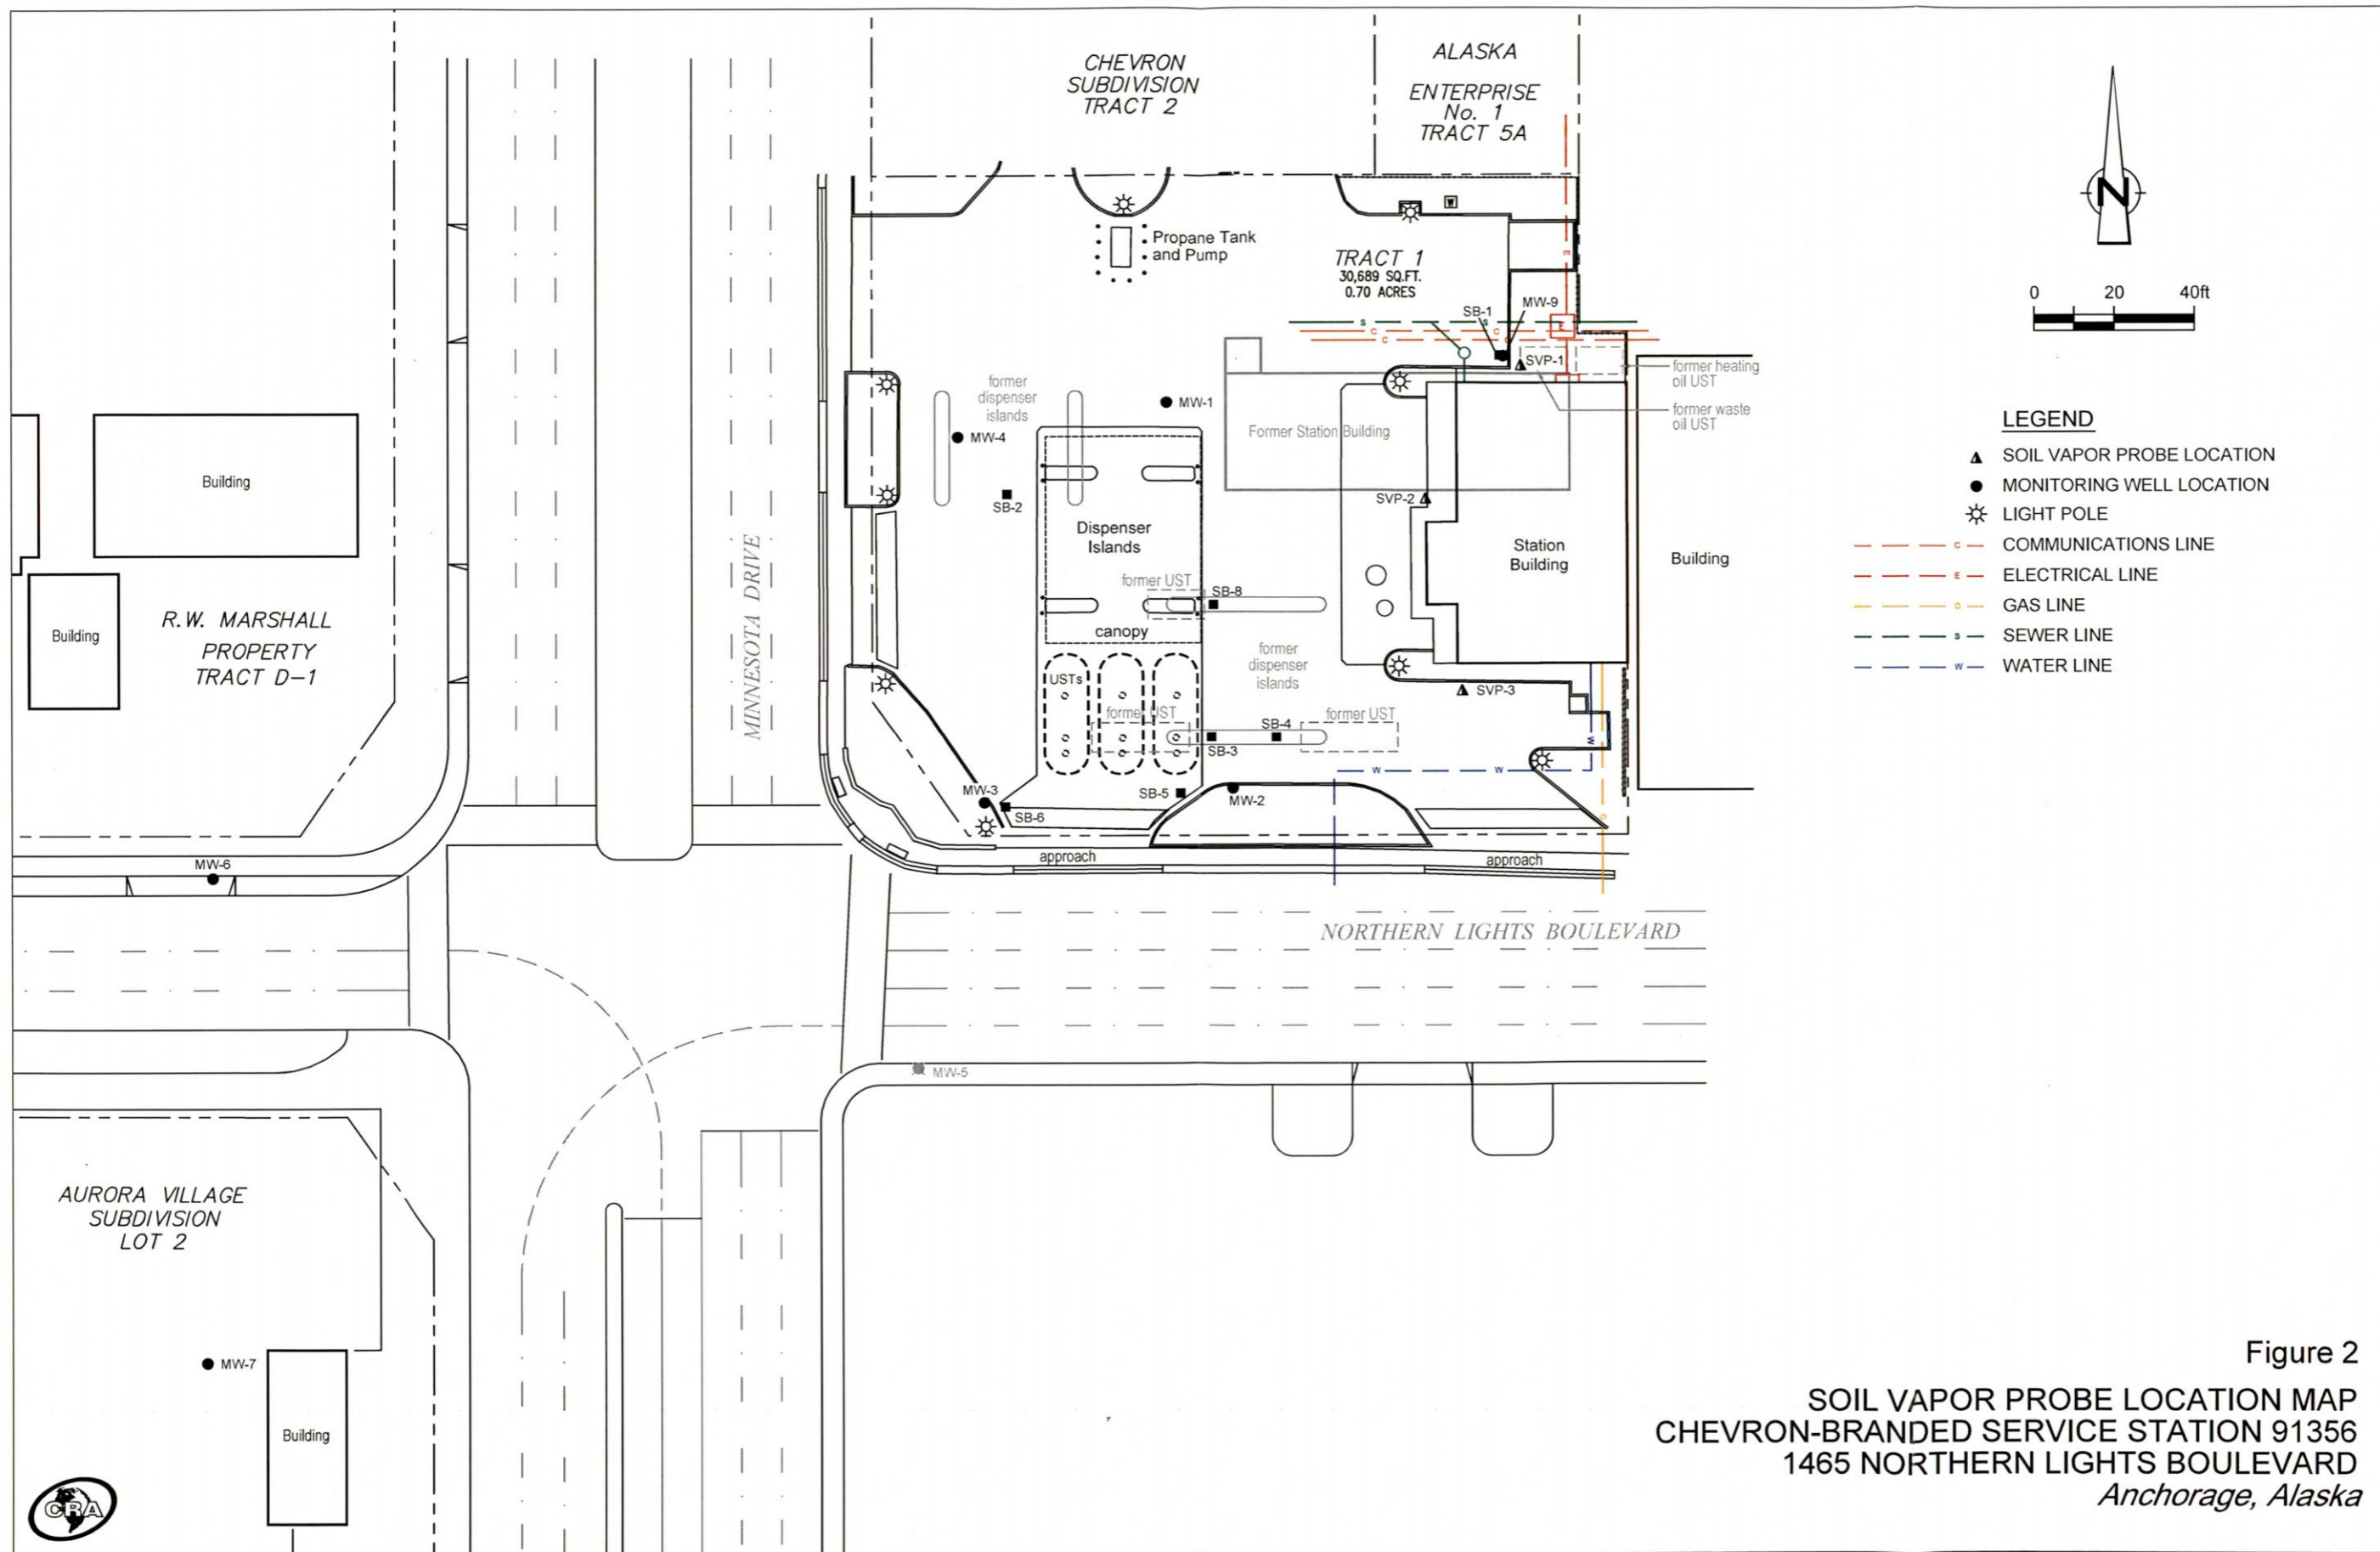 CHEVRON
SUBDIVISION
TRACT 2
ALASKA
ENTERPRISE
No. 1
TRACT 5A
N
W
Propane Tank
and Pump
TRACT 1
30,689 SQ.FT.
0.70 ACRES
0 20 40ft
SB-1
MW-9
S
S
C
C
C
E
E
SVP-1
former heating
oil UST
former waste
oil UST
former
dispenser
islands
MW-1
MW-4
Former Station Building
SB-2
SVP-2
Dispenser
Islands
Station
Building
Building
former UST
SB-8
canopy
former
dispenser
islands
USTs
former UST
SB-4
former UST
SB-3
SVP-3
W
W
W
W
G
MW-3
SB-5
MW-2
SB-6
approach
approach
Building
Building
R.W. MARSHALL
PROPERTY
TRACT D-1
MINNESOTA DRIVE
MW-6
NORTHERN LIGHTS BOULEVARD
MW-5
AURORA VILLAGE
SUBDIVISION
LOT 2
MW-7
Building
CRA
LEGEND
SOIL VAPOR PROBE LOCATION
MONITORING WELL LOCATION
LIGHT POLE
C COMMUNICATIONS LINE
E ELECTRICAL LINE
G GAS LINE
S SEWER LINE
W WATER LINE
Figure 2
SOIL VAPOR PROBE LOCATION MAP
CHEVRON-BRANDED SERVICE STATION 91356
1465 NORTHERN LIGHTS BOULEVARD
Anchorage, Alaska